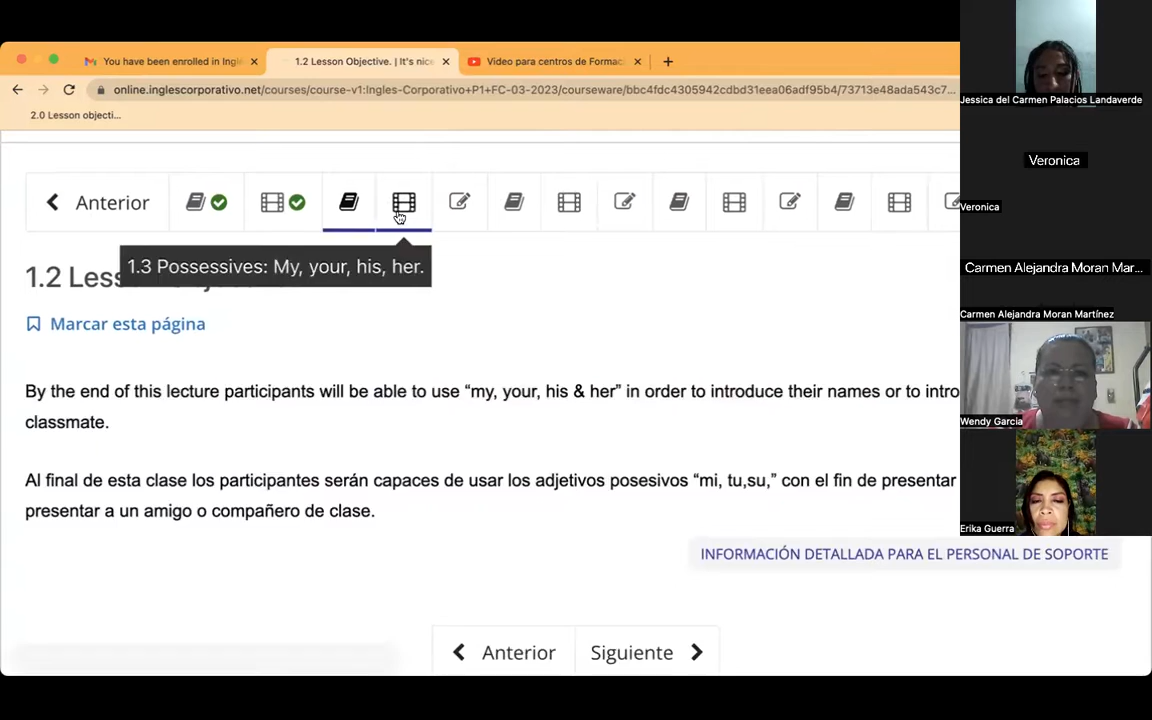 You have been enrolled in Inglé
1.2 Lesson Objective. | It's nice
Video para centros de Formac
online.inglescorporativo.net/courses/course-v1:Ingles-Corporativo+P1+FC-03-2023/courseware/bbc4fdc4305942cdbd31eea06adf95b4/73713e48ada543c7...
2.0 Lesson objecti...
Anterior
1.3 Possessives: My, your, his, her.
1.2 Less
Marcar esta página
By the end of this lecture participants will be able to use “my, your, his & her” in order to introduce their names or to intro
classmate.
Al final de esta clase los participantes serán capaces de usar los adjetivos posesivos “mi, tu,su,” con el fin de presentar
presentar a un amigo o compañero de clase.
INFORMACIÓN DETALLADA PARA EL PERSONAL DE SOPORTE
Anterior
Siguiente
Jessica del Carmen Palacios Landaverde
Veronica
Veronica
Carmen Alejandra Moran Mar...
Carmen Alejandra Moran Martínez
Wendy Garcia
Erika Guerra